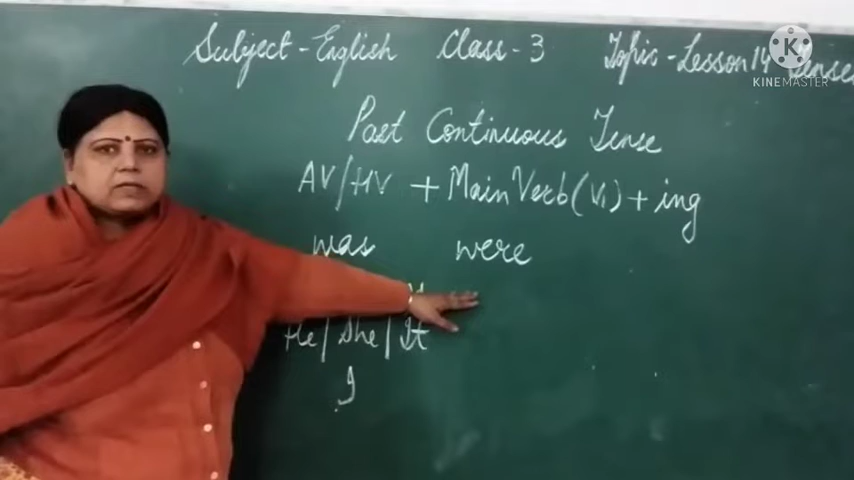 Subject - English Class - 3 Topic - Lesson 14 Tenses
KINEMASTER
Past Continuous Tense
AV/HV + Main Verb (V1) + ing
was were
He/She/It
I